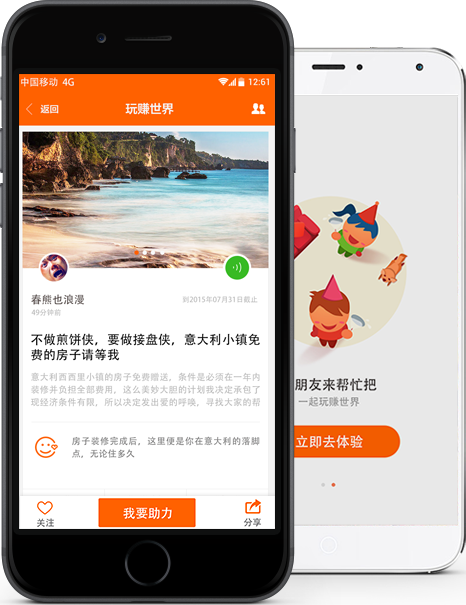 中国移动 4G 12:61
返回 玩赚世界
春熊也浪漫
到2015年07月31日截止
49分钟前
不做煎饼侠，要做接盘侠，意大利小镇免
费的房子请等我
意大利西西里小镇的房子免费赠送，条件是必须在一年内
装修并负担全部费用，这么美妙大胆的计划我决定承包了
现经济条件有限，所以决定发出爱的呼唤，寻找大家的帮
房子装修完成后，这里便是你在意大利的落脚
点，无论住多久
关注 我要助力 分享
朋友来帮忙把
一起玩赚世界
立即去体验